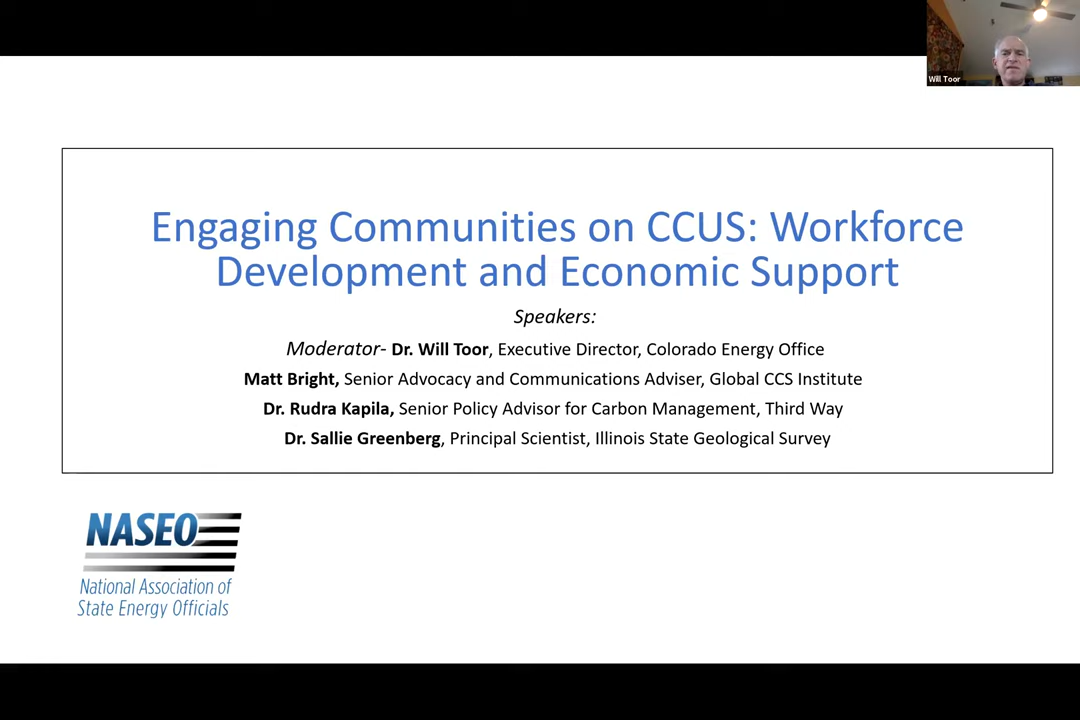 Will Toor
Engaging Communities on CCUS: Workforce
Development and Economic Support
Speakers:
Moderator- Dr. Will Toor, Executive Director, Colorado Energy Office
Matt Bright, Senior Advocacy and Communications Adviser, Global CCS Institute
Dr. Rudra Kapila, Senior Policy Advisor for Carbon Management, Third Way
Dr. Sallie Greenberg, Principal Scientist, Illinois State Geological Survey
NASEO
National Association of
State Energy Officials